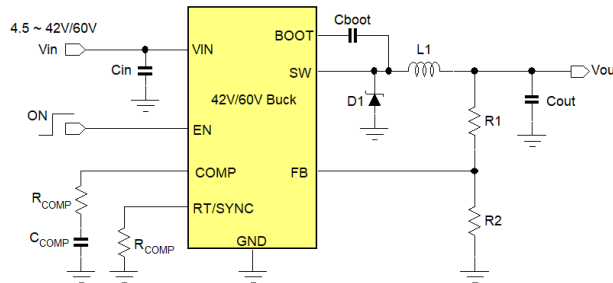 4.5 ~ 42V/60V
Vin
Cin
VIN
BOOT
Cboot
SW
L1
Vou
42V/60V Buck
D1
Cout
ON
EN
R1
COMP
FB
RCOMP
RT/SYNC
CCOMP
RCOMP
R2
GND